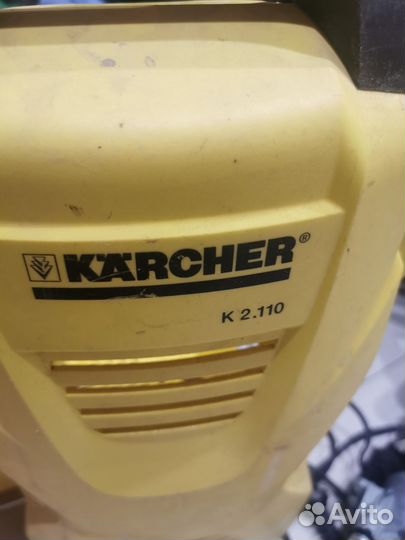 KÄRCHER®
K 2.110
Avito